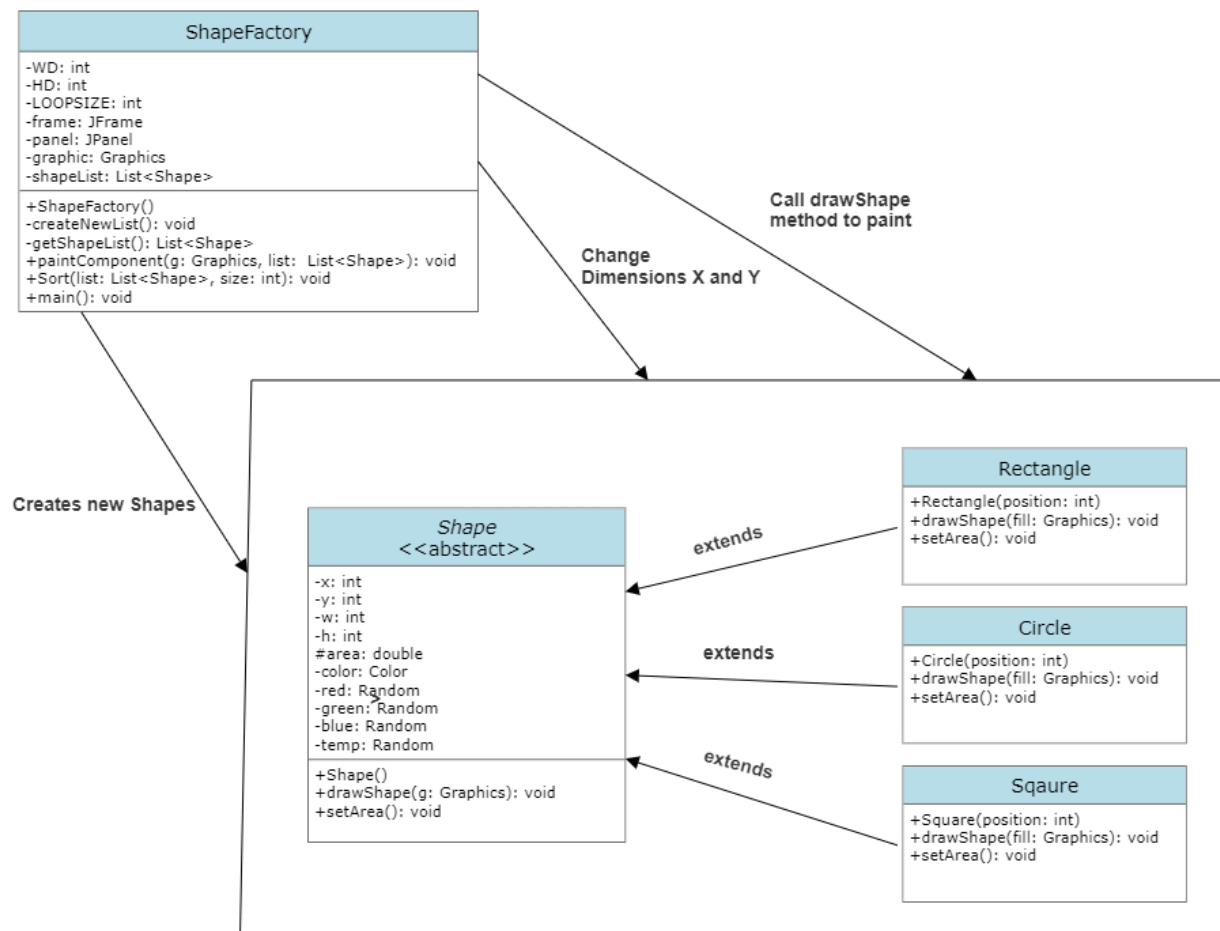 ShapeFactory
-WD: int
-HD: int
-LOOPSIZE: int
-frame: JFrame
-panel: JPanel
-graphic: Graphics
-shapeList: List<Shape>
+ShapeFactory()
-createNewList(): void
-getShapeList(): List<Shape>
+paintComponent(g: Graphics, list: List<Shape>): void
+Sort(list: List<Shape>, size: int): void
+main(): void
Call drawShape
method to paint
Change
Dimensions X and Y
Creates new Shapes
Shape
<<abstract>>
-x: int
-y: int
-w: int
-h: int
#area: double
-color: Color
-red: Random
>
-green: Random
-blue: Random
-temp: Random
+Shape()
+drawShape(g: Graphics): void
+setArea(): void
extends
extends
extends
Rectangle
+Rectangle(position: int)
+drawShape(fill: Graphics): void
+setArea(): void
Circle
+Circle(position: int)
+drawShape(fill: Graphics): void
+setArea(): void
Sqaure
+Square(position: int)
+drawShape(fill: Graphics): void
+setArea(): void